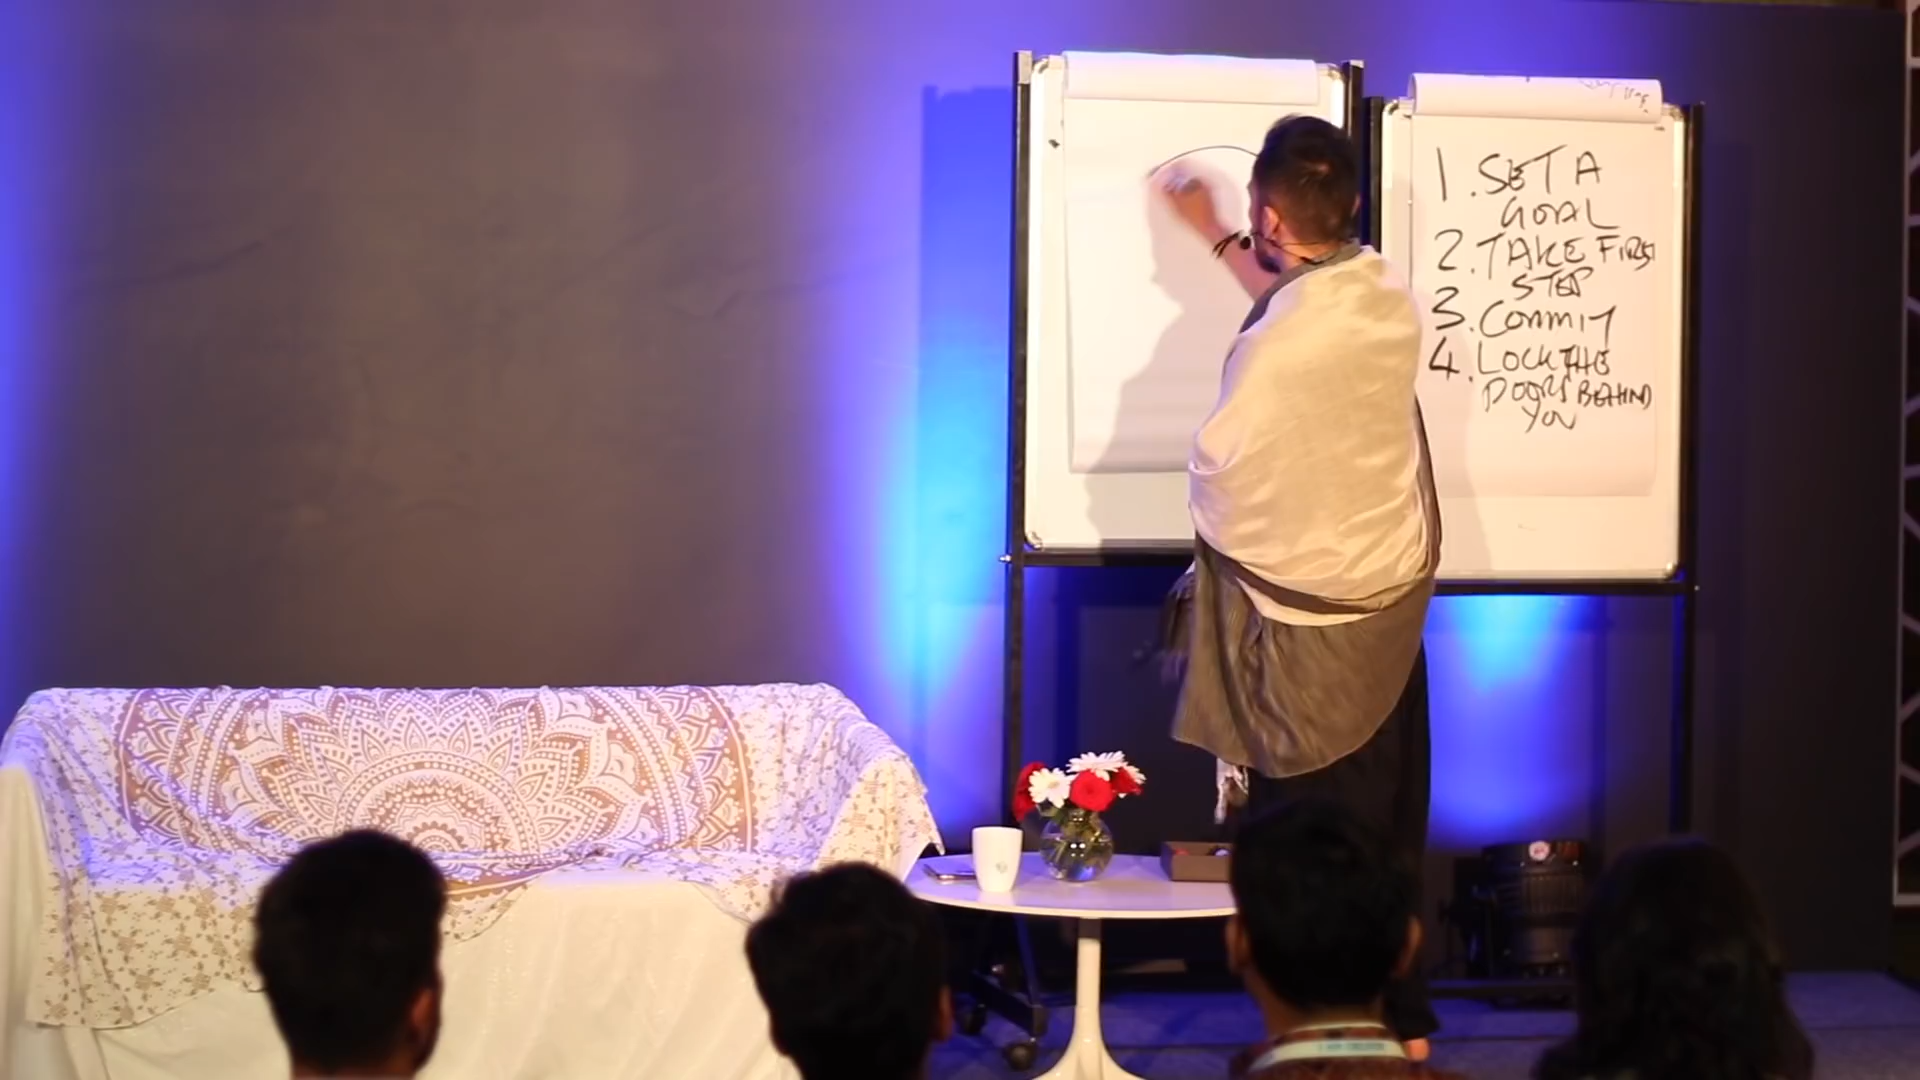 1. SET A
GOAL
2. TAKE FIRST
STEP
3. COMMIT
4. LOCK THE
DOORS BEHIND
YOU